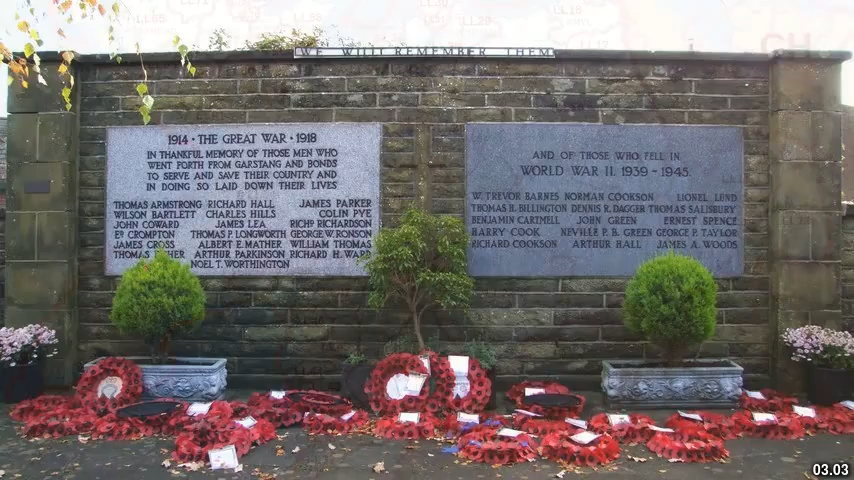 WE WILL REMEMBER THEM
1914 · THE GREAT WAR · 1918
IN THANKFUL MEMORY OF THOSE MEN WHO
WENT FORTH FROM GARSTANG AND BONDS
TO SERVE AND SAVE THEIR COUNTRY AND
IN DOING SO LAID DOWN THEIR LIVES
THOMAS ARMSTRONG RICHARD HALL JAMES PARKER
WILSON BARTLETT CHARLES HILLS COLIN PYE
JOHN COWARD JAMES LEA RICHD RICHARDSON
ED CROMPTON THOMAS P. LONGWORTH GEORGE W. RONSON
JAMES CROSS ALBERT E. MATHER WILLIAM THOMAS
THOMAS ARTHUR PARKINSON RICHARD H. WARD
NOEL T. WORTHINGTON
AND OF THOSE WHO FELL IN
WORLD WAR II. 1939 - 1945.
W. TREVOR BARNES NORMAN COOKSON LIONEL LUND
THOMAS H. BILLINGTON DENNIS R. DAGGER THOMAS SALISBURY
BENJAMIN CARTMELL JOHN GREEN ERNEST SPENCE
HARRY COOK NEVILLE P. B. GREEN GEORGE P. TAYLOR
RICHARD COOKSON ARTHUR HALL JAMES A. WOODS
03.03